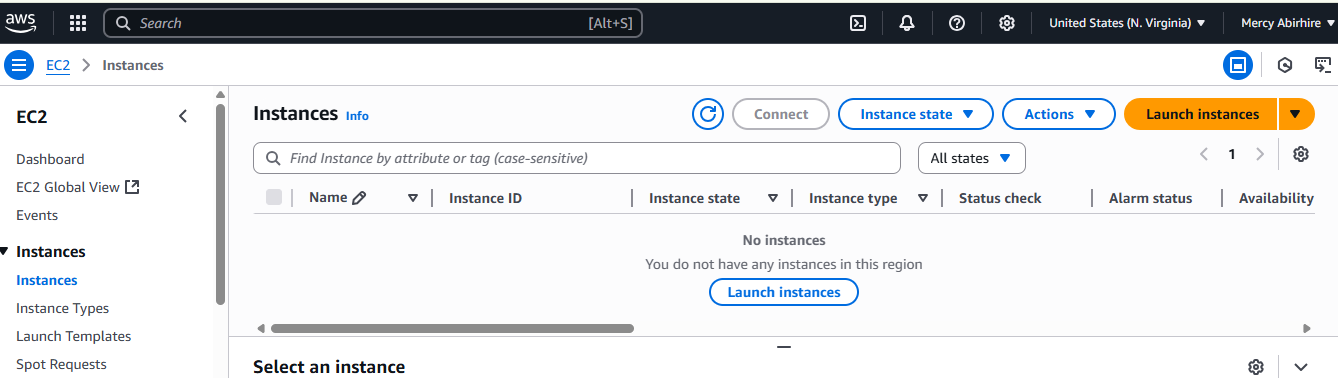 aws Search [Alt+S] United States (N. Virginia) Mercy Abirhire
EC2 Instances
EC2
Dashboard
EC2 Global View
Events
Instances
Instances
Instance Types
Launch Templates
Spot Requests
Instances Info Connect Instance state Actions Launch instances
Find Instance by attribute or tag (case-sensitive) All states 1
Name Instance ID Instance state Instance type Status check Alarm status Availability
No instances
You do not have any instances in this region
Launch instances
Select an instance